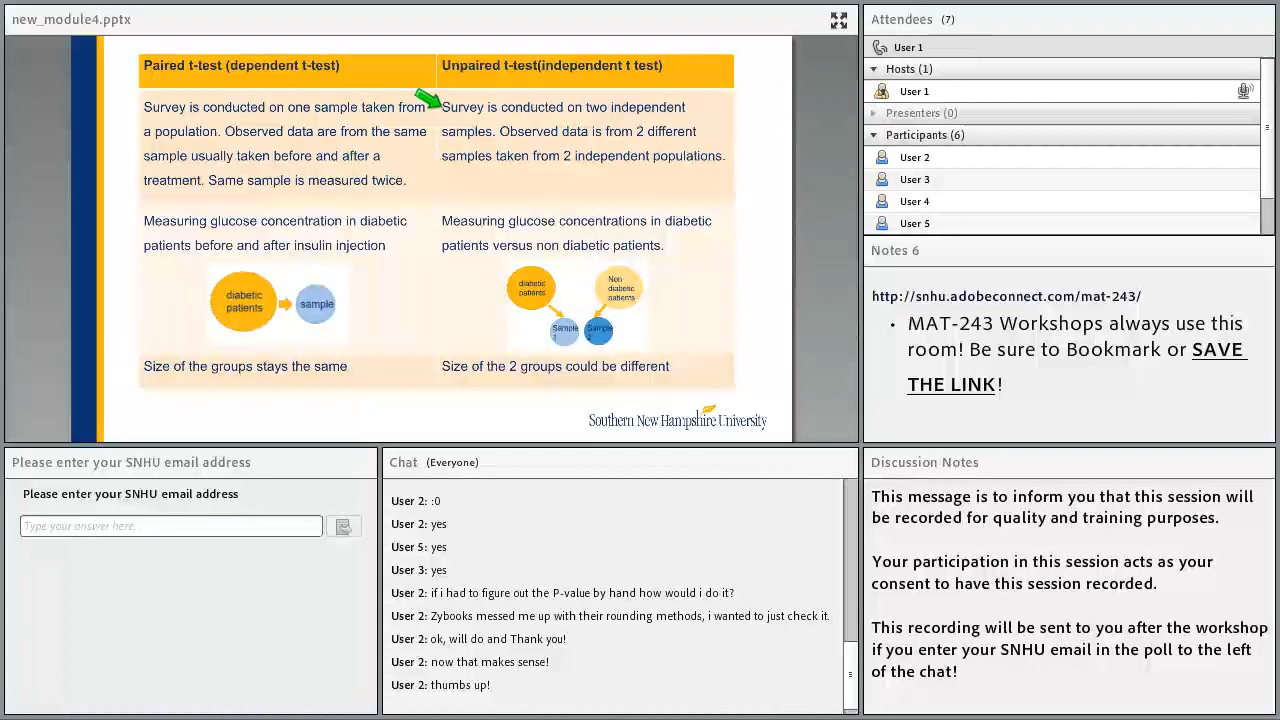 new_module4.pptx
Paired t-test (dependent t-test)
Unpaired t-test(independent t test)
Survey is conducted on one sample taken from
a population. Observed data are from the same
sample usually taken before and after a
treatment. Same sample is measured twice.
Survey is conducted on two independent
samples. Observed data is from 2 different
samples taken from 2 independent populations.
Measuring glucose concentration in diabetic
patients before and after insulin injection
Measuring glucose concentrations in diabetic
patients versus non diabetic patients.
diabetic
patients
sample
diabetic
patients
Non
diabetic
patients
Sample
1
Sample
Size of the groups stays the same
Size of the 2 groups could be different
Southern New Hampshire University
Attendees (7)
User 1
Hosts (1)
User 1
Presenters (0)
Participants (6)
User 2
User 3
User 4
User 5
Notes 6
http://snhu.adobeconnect.com/mat-243/
• MAT-243 Workshops always use this
room! Be sure to Bookmark or SAVE
THE LINK!
Please enter your SNHU email address
Please enter your SNHU email address
Type your answer here.
Chat (Everyone)
User 2: :0
User 2: yes
User 5: yes
User 3: yes
User 2: if i had to figure out the P-value by hand how would i do it?
User 2: Zybooks messed me up with their rounding methods, i wanted to just check it.
User 2: ok, will do and Thank you!
User 2: now that makes sense!
User 2: thumbs up!
Discussion Notes
This message is to inform you that this session will
be recorded for quality and training purposes.
Your participation in this session acts as your
consent to have this session recorded.
This recording will be sent to you after the workshop
if you enter your SNHU email in the poll to the left
of the chat!